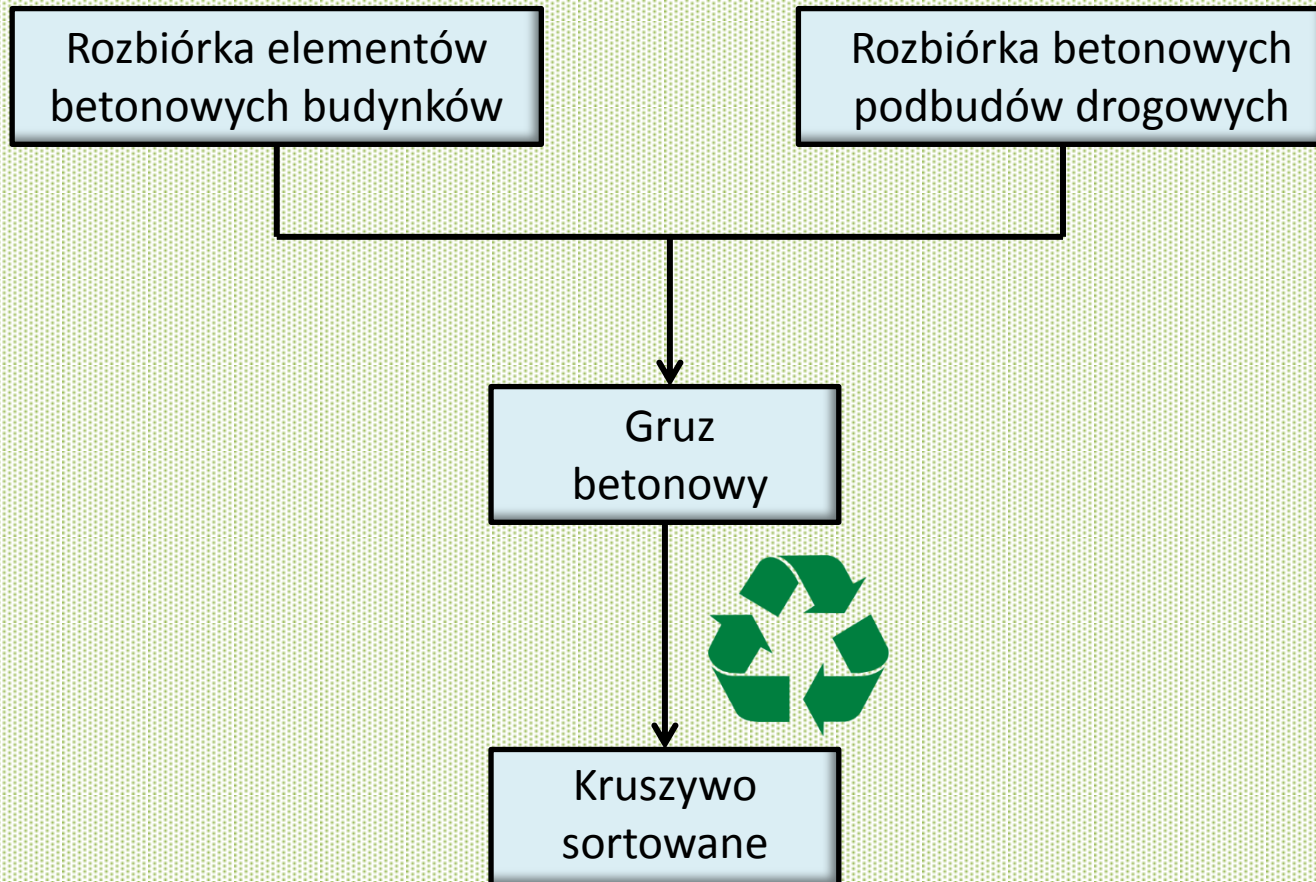 Rozbiórka elementów
betonowych budynków
Rozbiórka betonowych
podbudów drogowych
Gruz
betonowy
Kruszywo
sortowane